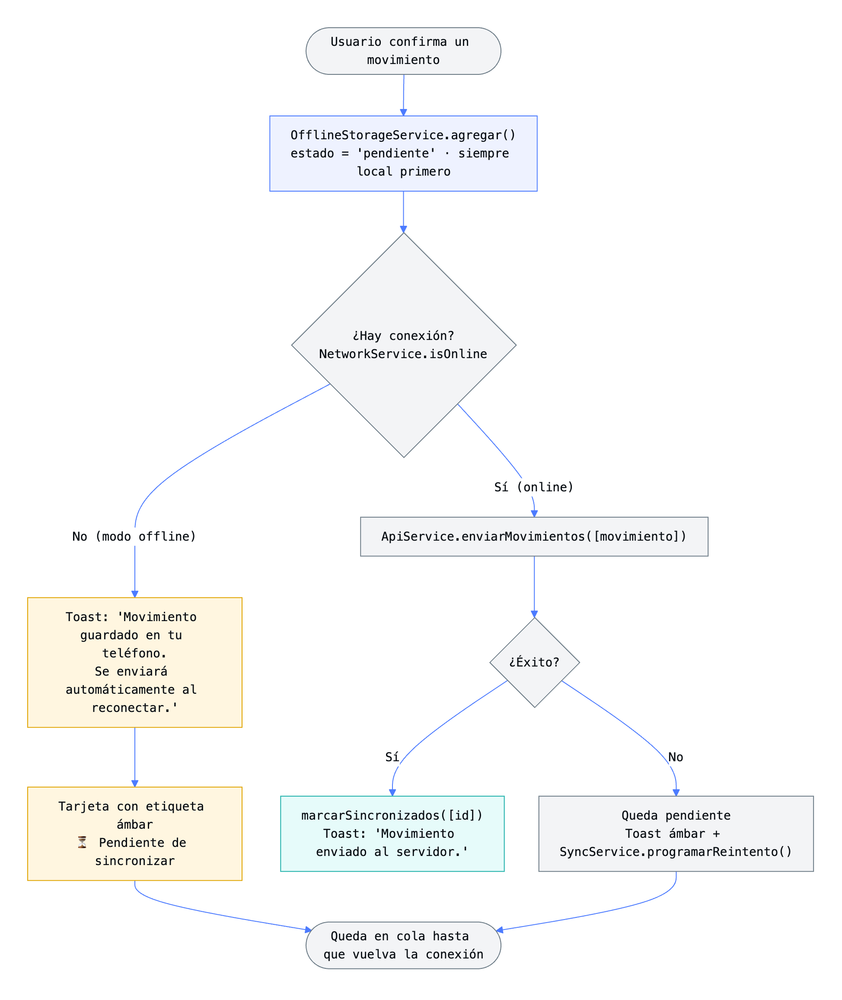 Usuario confirma un
movimiento
OfflineStorageService.agregar()
estado = 'pendiente' · siempre
local primero
¿Hay conexión?
NetworkService.isOnline
Sí (online)
No (modo offline)
ApiService.enviarMovimientos([movimiento])
Toast: 'Movimiento
guardado en tu
teléfono.
Se enviará
automáticamente al
reconectar.'
¿Éxito?
Sí
No
Tarjeta con etiqueta
ámbar
⏳ Pendiente de
sincronizar
marcarSincronizados([id])
Toast: 'Movimiento
enviado al servidor.'
Queda pendiente
Toast ámbar +
SyncService.programarReintento()
Queda en cola hasta
que vuelva la conexión